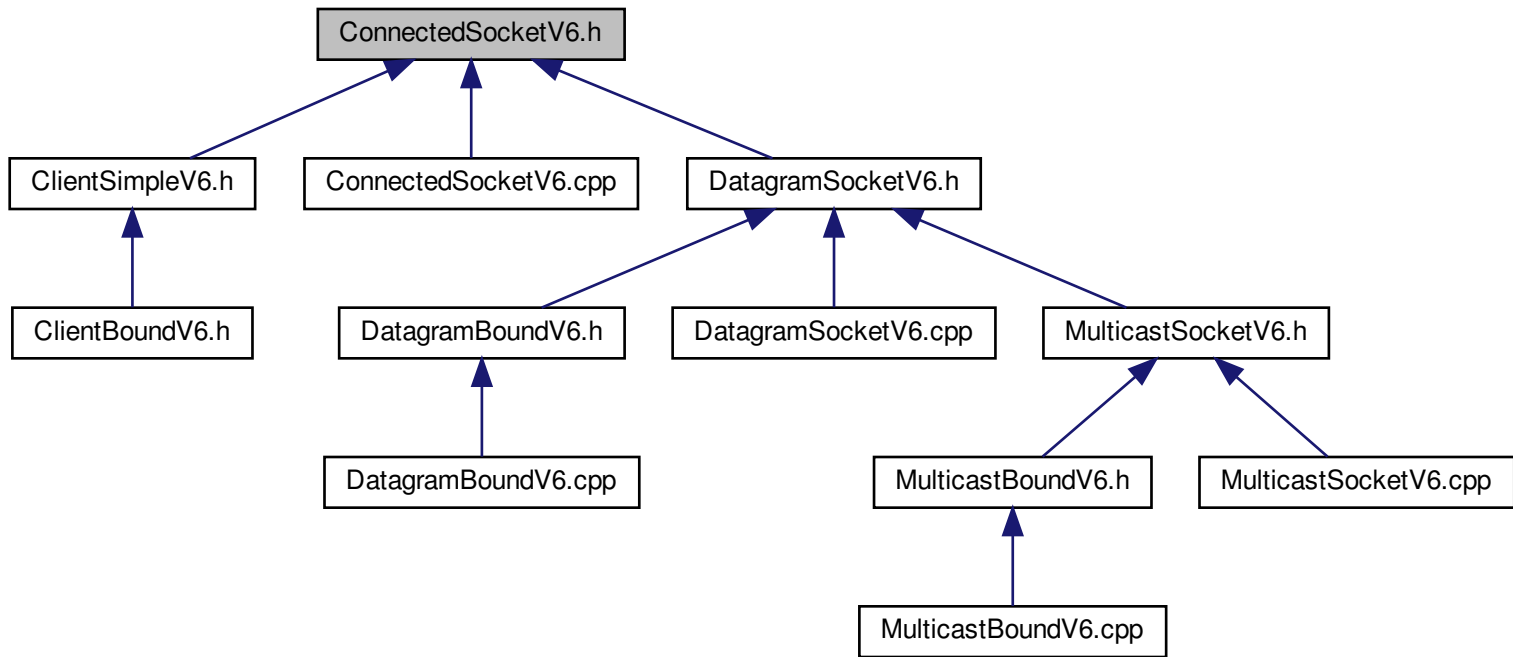 ConnectedSocketV6.h
ClientSimpleV6.h
ConnectedSocketV6.cpp
DatagramSocketV6.h
ClientBoundV6.h
DatagramBoundV6.h
DatagramSocketV6.cpp
MulticastSocketV6.h
DatagramBoundV6.cpp
MulticastBoundV6.h
MulticastSocketV6.cpp
MulticastBoundV6.cpp